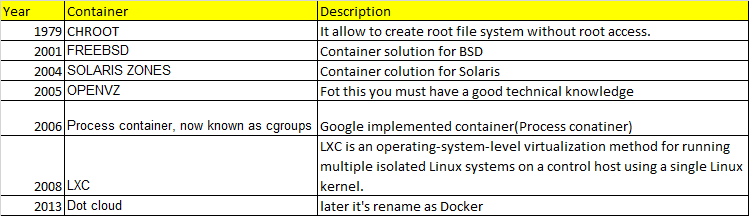 Year Container Description
1979 CHROOT It allow to create root file system without root access.
2001 FREEBSD Container solution for BSD
2004 SOLARIS ZONES Container colution for Solaris
2005 OPENVZ Fot this you must have a good technical knowledge
2006 Process container, now known as cgroups Google implemented container(Process conatiner)
LXC is an operating-system-level virtualization method for running
multiple isolated Linux systems on a control host using a single Linux
2008 LXC kernel.
2013 Dot cloud later it's rename as Docker